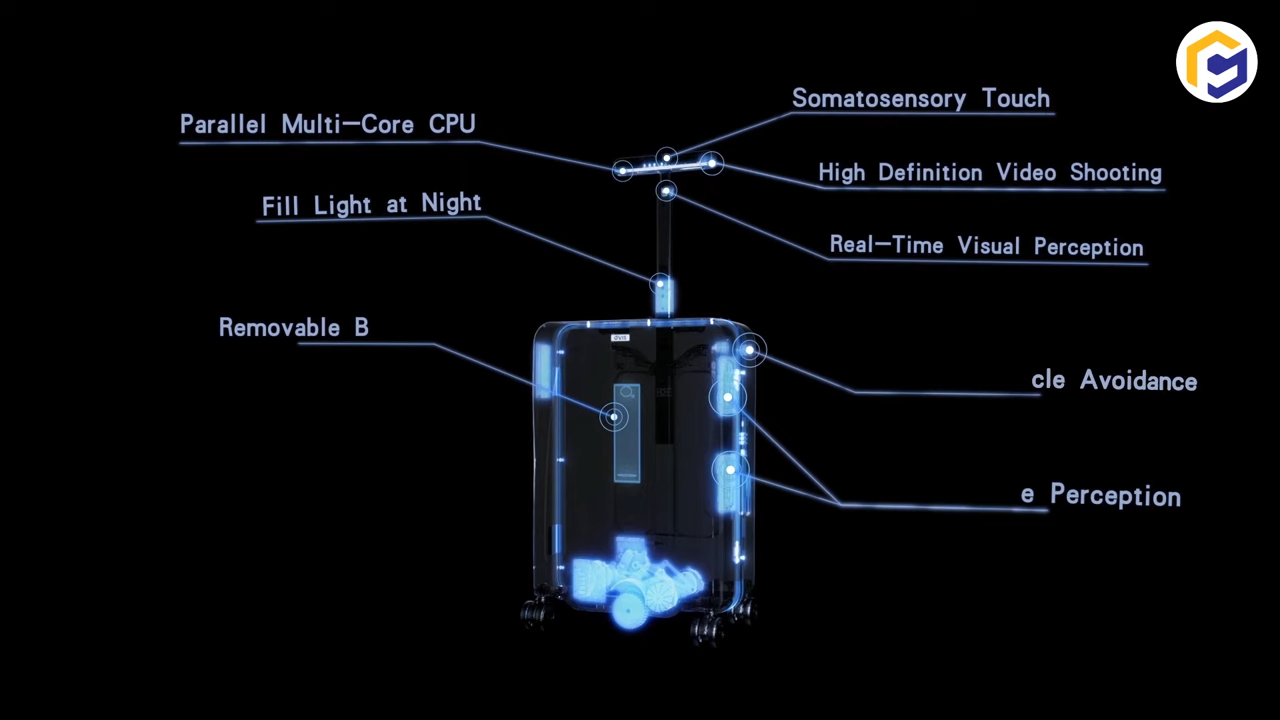 Somatosensory Touch
Parallel Multi-Core CPU
High Definition Video Shooting
Fill Light at Night
Real-Time Visual Perception
Removable B
cle Avoidance
e Perception